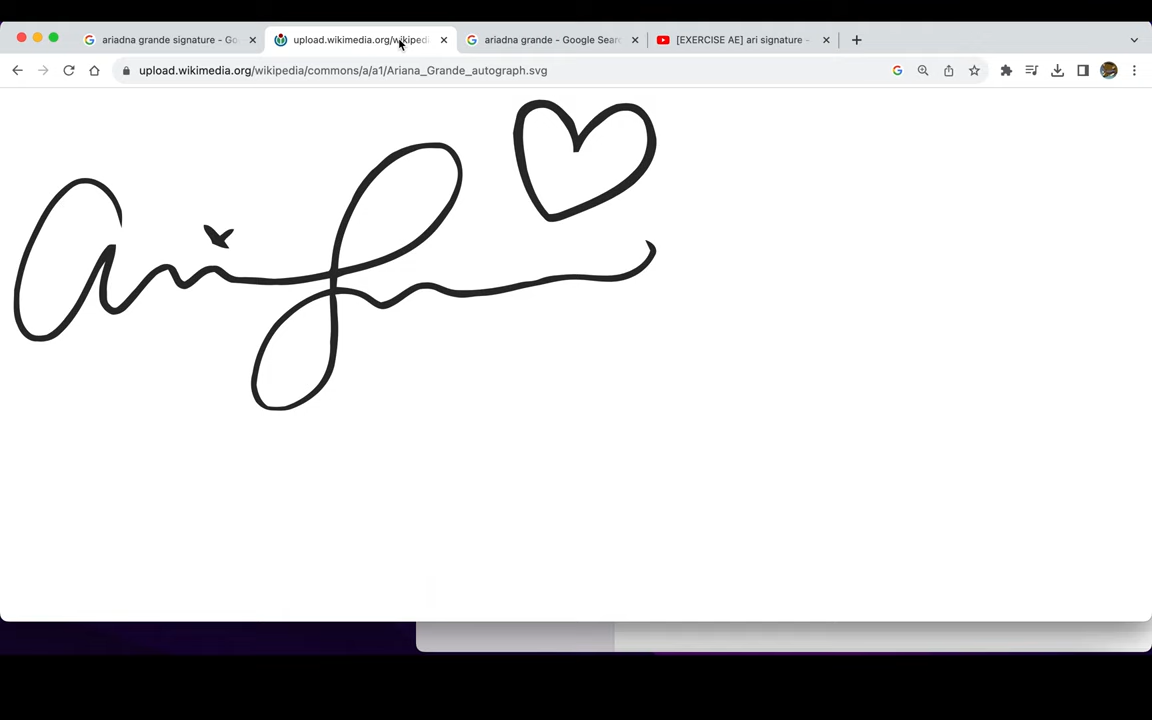 ariadna grande signature - Go
upload.wikimedia.org/wikipedi
ariadna grande - Google Sear
[EXERCISE AE] ari signature -
upload.wikimedia.org/wikipedia/commons/a/a1/Ariana_Grande_autograph.svg